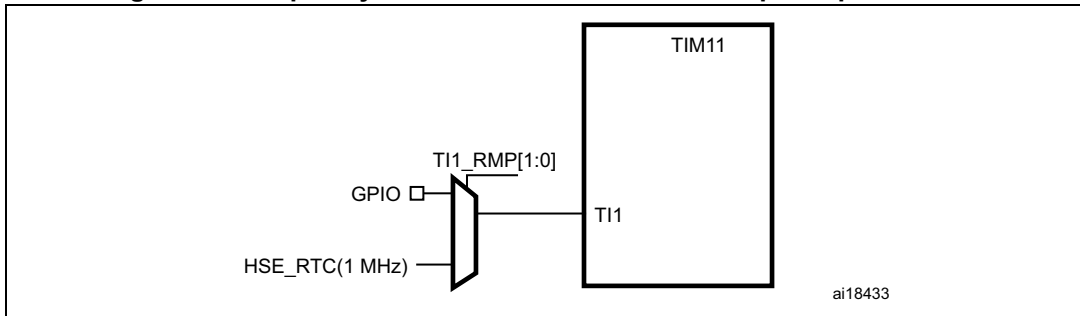 TIM11
TI1_RMP[1:0]
GPIO
TI1
HSE_RTC(1 MHz)
ai18433